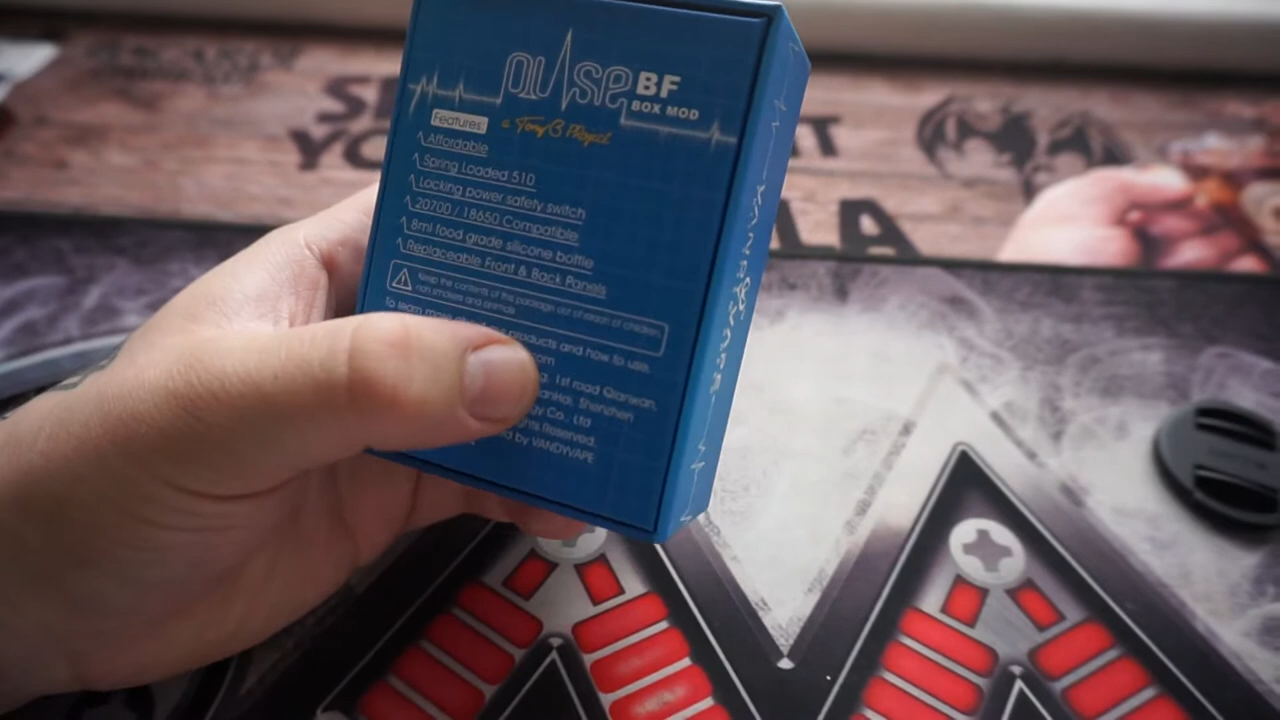 PULSE BF
BOX MOD
a TonyB Project
Features:
Affordable
Spring Loaded 510
Locking power safety switch
20700 / 18650 Compatible
8ml food grade silicone bottle
Replaceable Front & Back Panels
Keep the contents of this package out of reach of children,
non smokers and animals
To learn more products and how to use,
com
1st road Qianwan,
Shenzhen
Co., Ltd
Reserved.
by VANDYVAPE
LA